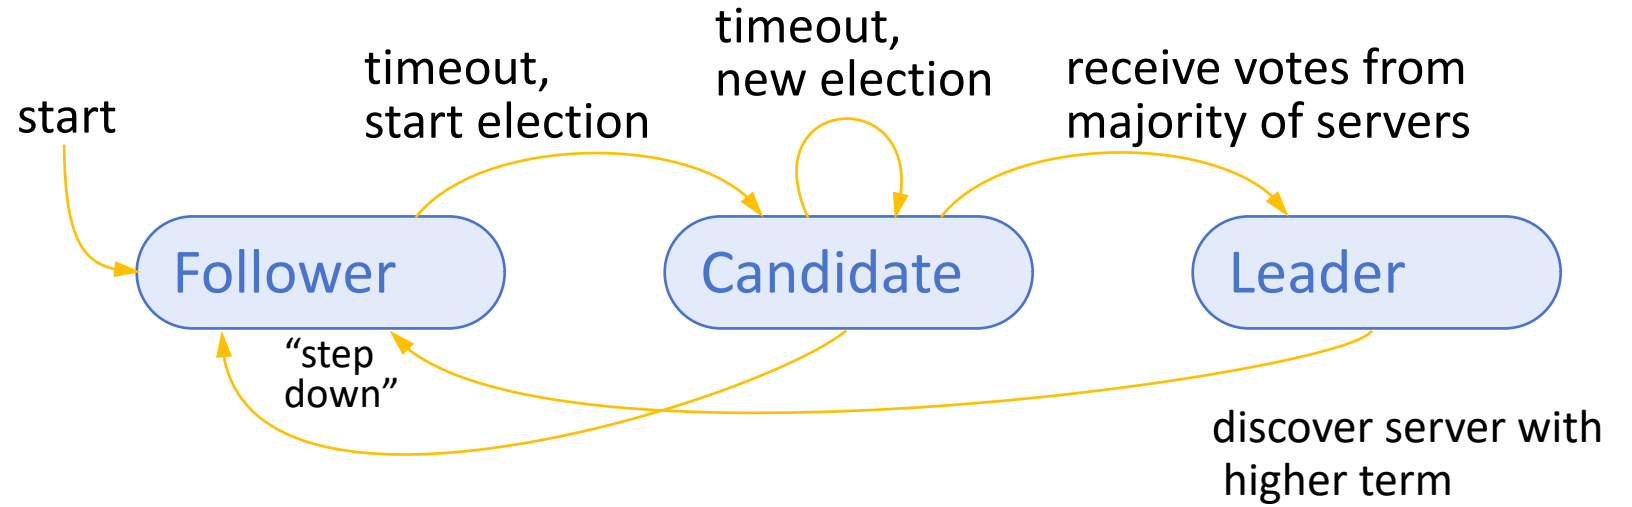 timeout,
new election
timeout,
start election
receive votes from
majority of servers
start
Follower
Candidate
Leader
“step
down”
discover server with
higher term